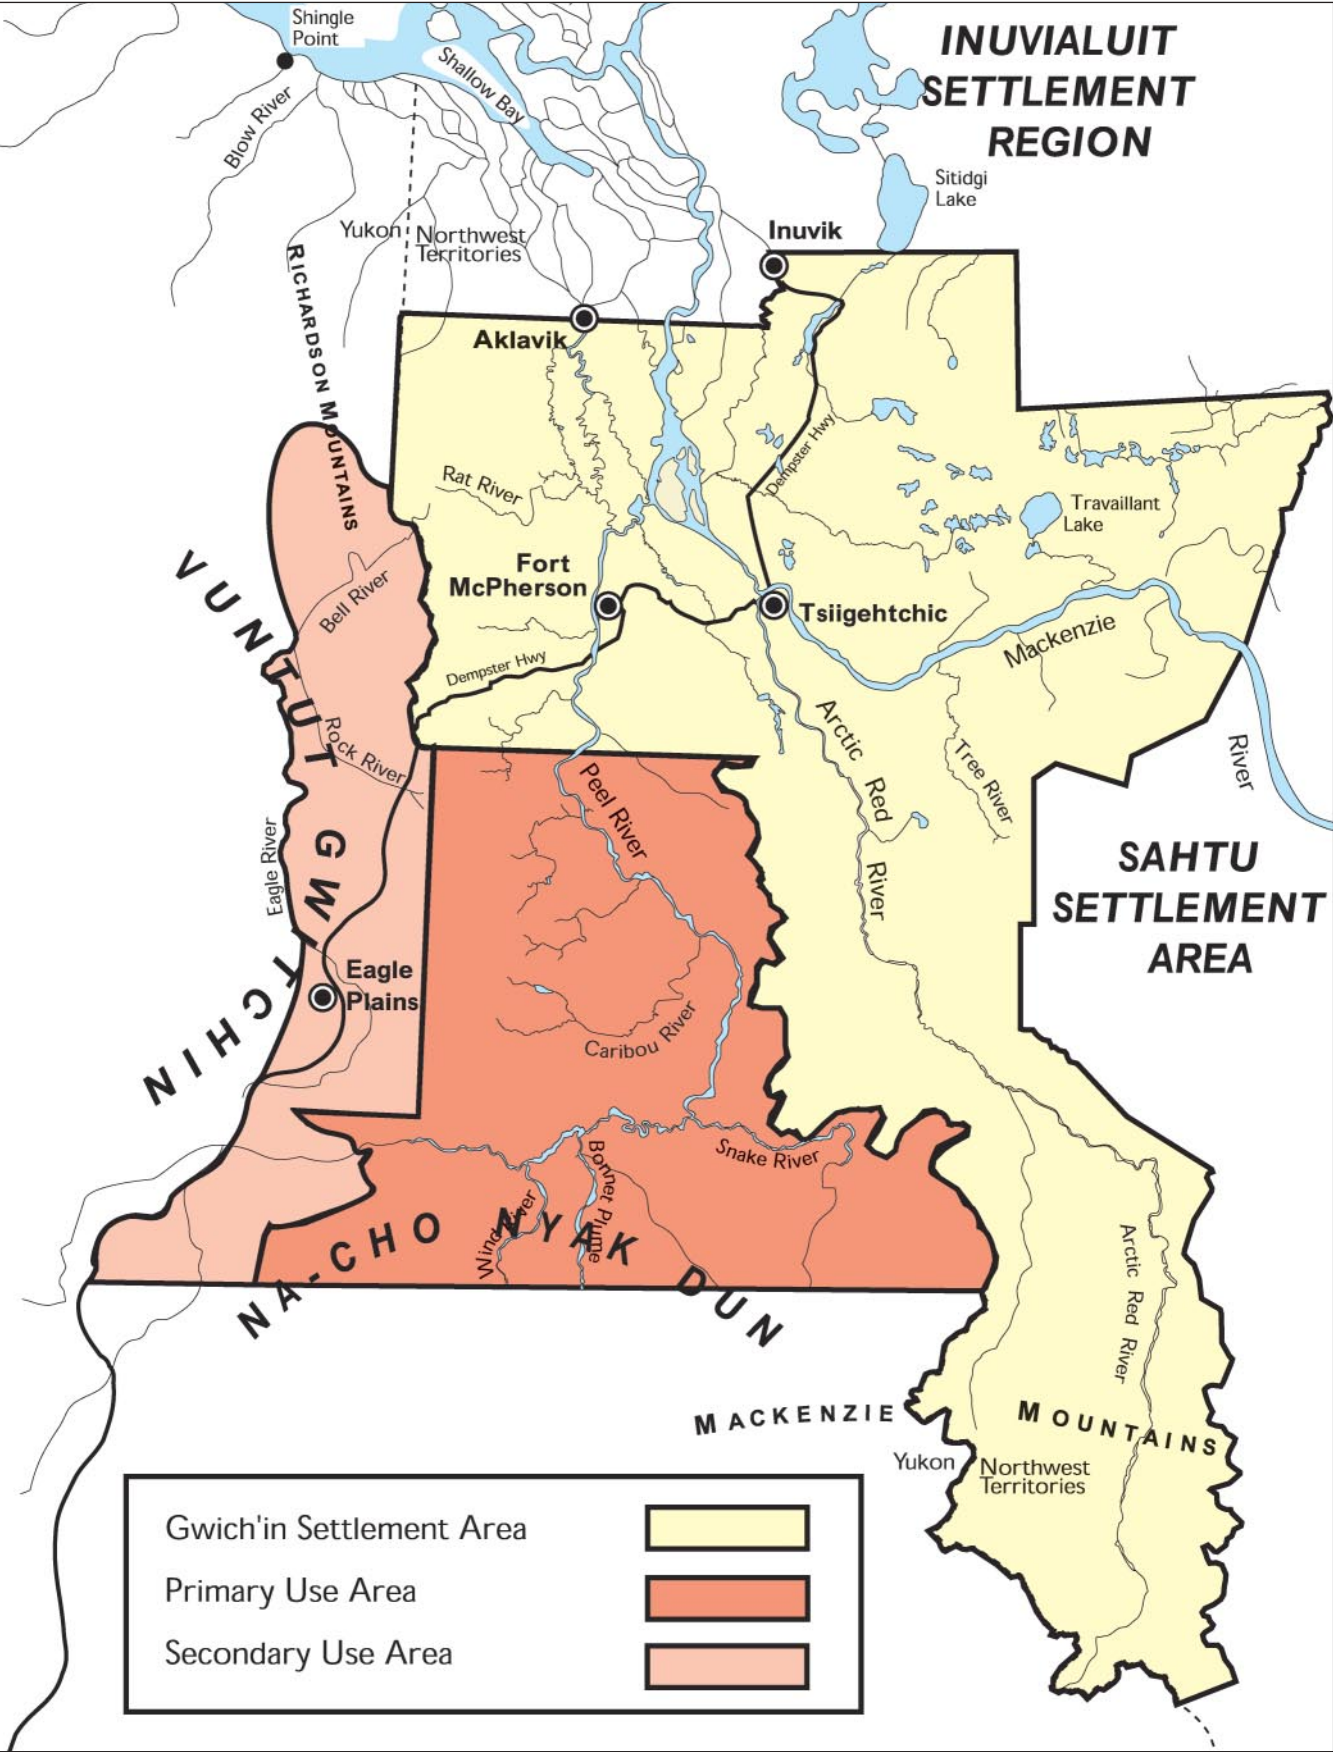 Shingle
Point
Shallow Bay
Blow River
INUVIALUIT
SETTLEMENT
REGION
Sitidgi
Lake
Yukon
Northwest
Territories
Inuvik
RICHARDSON MOUNTAINS
Aklavik
Dempster Hwy
Rat River
Travaillant
Lake
Fort
McPherson
Tsiigehtchic
Bell River
Mackenzie
River
Dempster Hwy
VUNTUT GWITCHIN
Rock River
Arctic Red River
Tree River
Peel River
Eagle River
SAHTU
SETTLEMENT
AREA
Eagle
Plains
Caribou River
Snake River
Bonnet Plume
Wind River
NA-CHO NYAK DUN
Arctic Red River
MACKENZIE MOUNTAINS
Yukon
Northwest
Territories
Gwich'in Settlement Area
Primary Use Area
Secondary Use Area